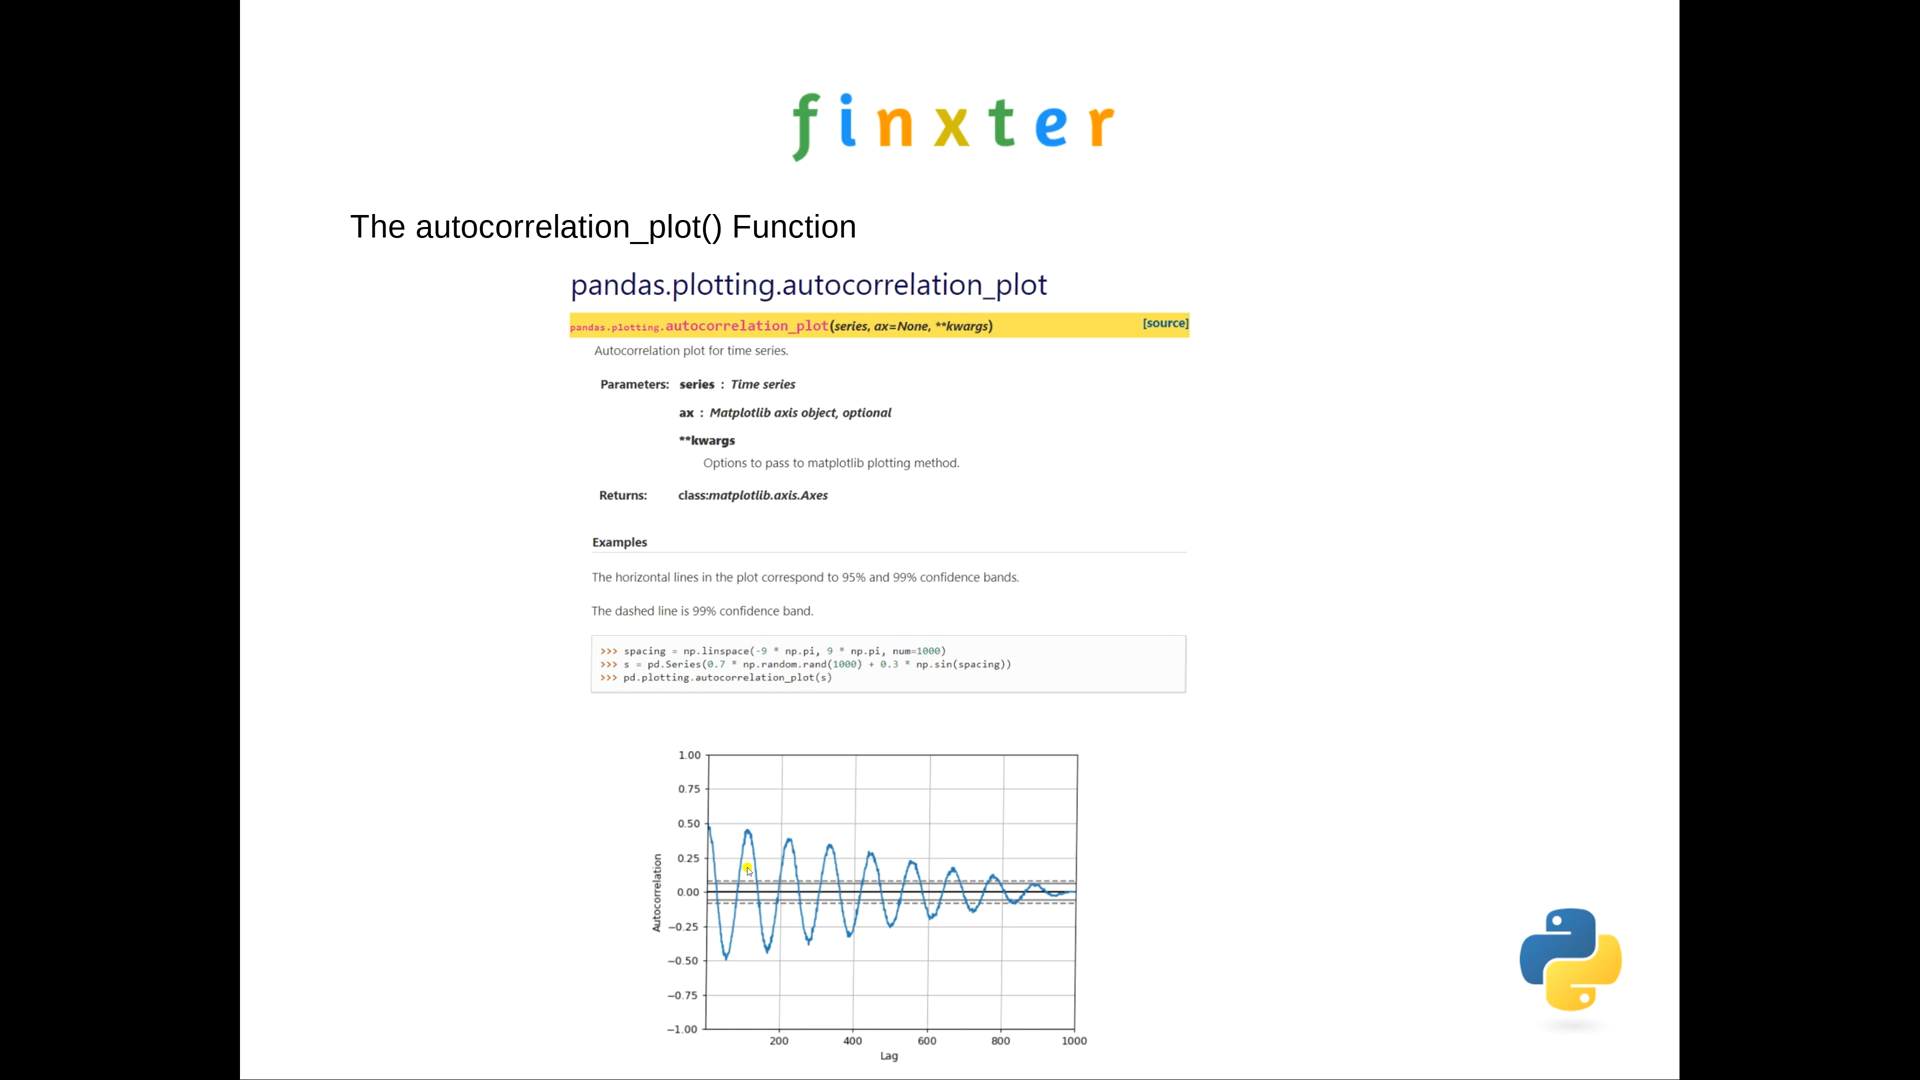 finxter
The autocorrelation_plot() Function
pandas.plotting.autocorrelation_plot
pandas.plotting.autocorrelation_plot(series, ax=None, **kwargs) [source]
Autocorrelation plot for time series.
Parameters: series : Time series
ax : Matplotlib axis object, optional
**kwargs
Options to pass to matplotlib plotting method.
Returns: class:matplotlib.axis.Axes
Examples
The horizontal lines in the plot correspond to 95% and 99% confidence bands.
The dashed line is 99% confidence band.
>>> spacing = np.linspace(-9 * np.pi, 9 * np.pi, num=1000)
>>> s = pd.Series(0.7 * np.random.rand(1000) + 0.3 * np.sin(spacing))
>>> pd.plotting.autocorrelation_plot(s)
1.00
0.75
0.50
0.25
0.00
−0.25
−0.50
−0.75
−1.00
Autocorrelation
200 400 600 800 1000
Lag